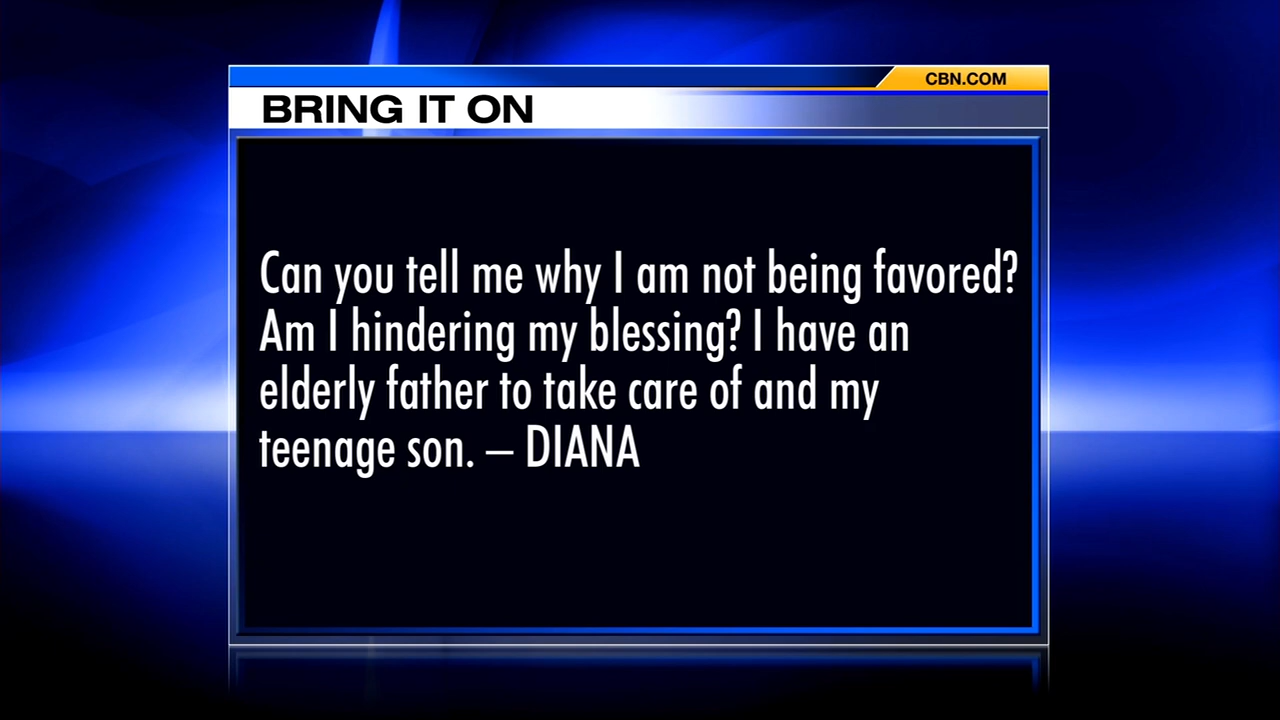 CBN.COM
BRING IT ON
Can you tell me why I am not being favored?
Am I hindering my blessing? I have an
elderly father to take care of and my
teenage son. – DIANA